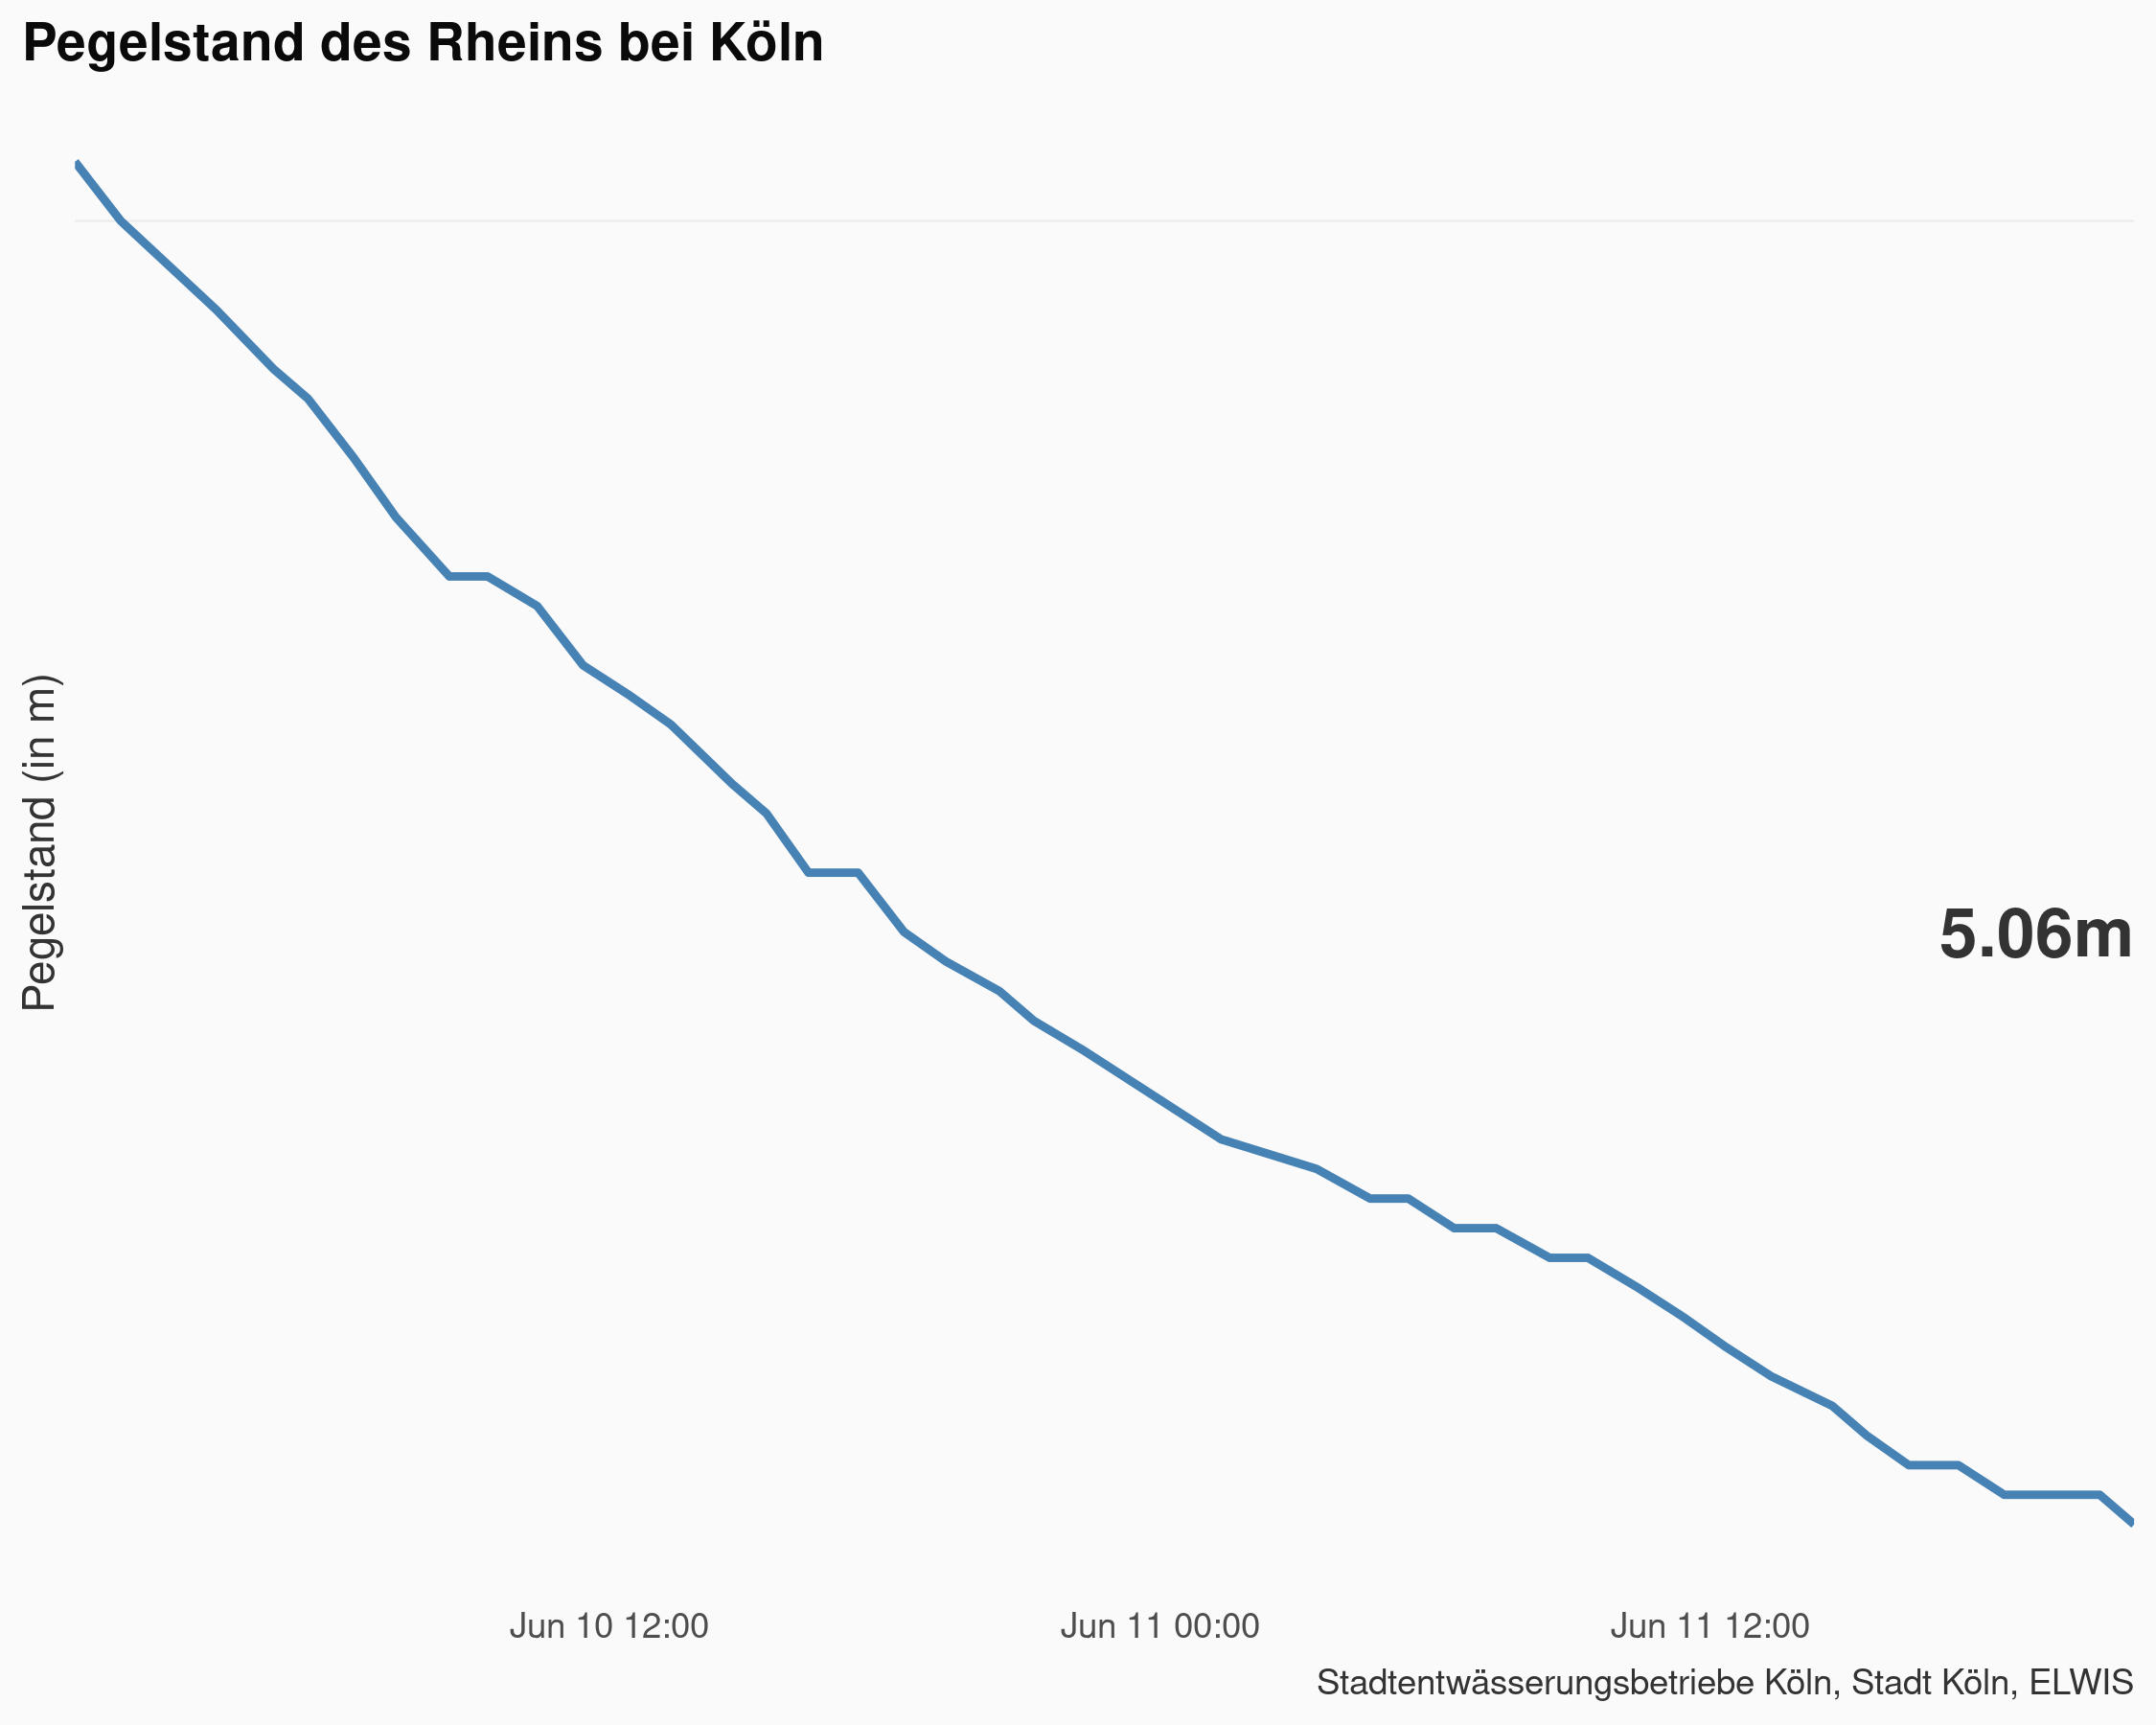 Pegelstand des Rheins bei Köln
Pegelstand (in m)
5.06m
Jun 10 12:00 Jun 11 00:00 Jun 11 12:00
Stadtentwässerungsbetriebe Köln, Stadt Köln, ELWIS